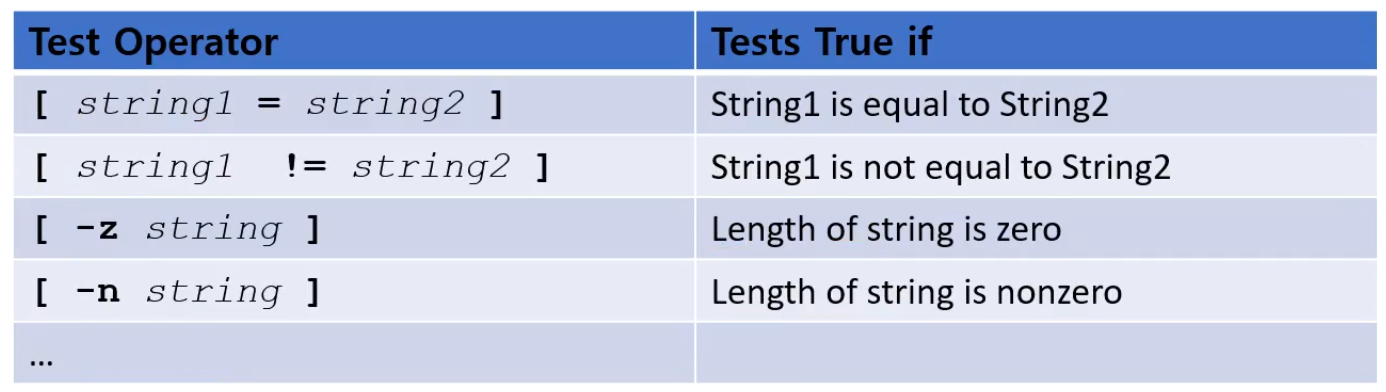 Test Operator Tests True if
[ string1 = string2 ] String1 is equal to String2
[ string1 != string2 ] String1 is not equal to String2
[ -z string ] Length of string is zero
[ -n string ] Length of string is nonzero
...